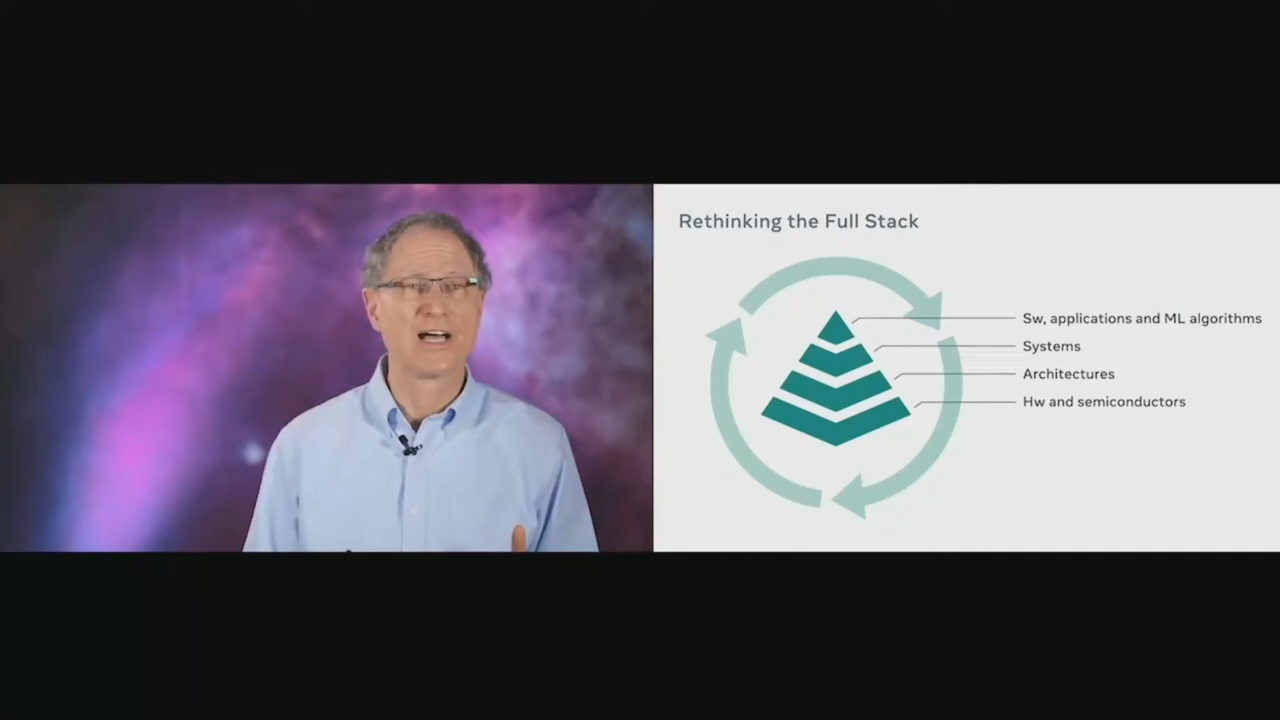 Rethinking the Full Stack
Sw, applications and ML algorithms
Systems
Architectures
Hw and semiconductors